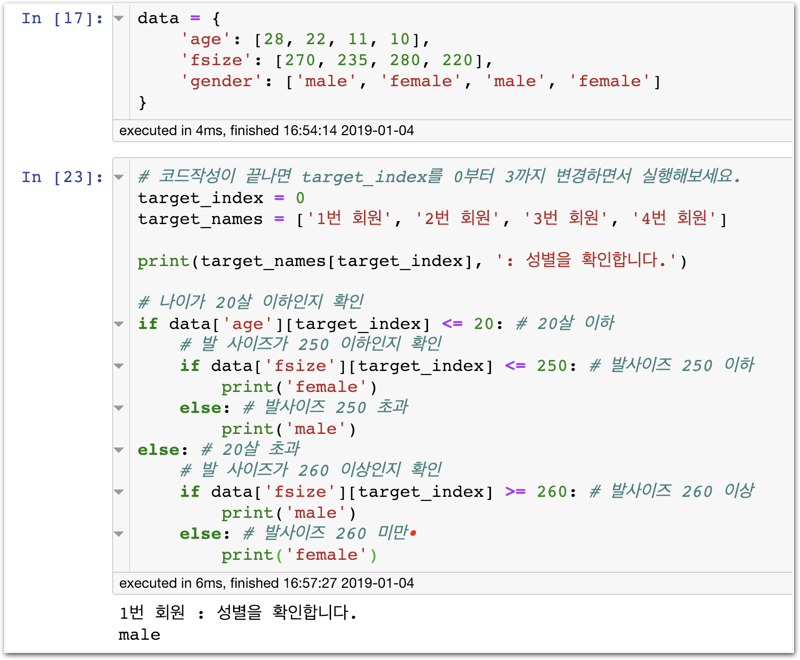 In [17]: data = {
    'age': [28, 22, 11, 10],
    'fsize': [270, 235, 280, 220],
    'gender': ['male', 'female', 'male', 'female']
}
executed in 4ms, finished 16:54:14 2019-01-04
In [23]: # 코드작성이 끝나면 target_index를 0부터 3까지 변경하면서 실행해보세요.
target_index = 0
target_names = ['1번 회원', '2번 회원', '3번 회원', '4번 회원']
print(target_names[target_index], ': 성별을 확인합니다.')
# 나이가 20살 이하인지 확인
if data['age'][target_index] <= 20: # 20살 이하
    # 발 사이즈가 250 이하인지 확인
    if data['fsize'][target_index] <= 250: # 발사이즈 250 이하
        print('female')
    else: # 발사이즈 250 초과
        print('male')
else: # 20살 초과
    # 발 사이즈가 260 이상인지 확인
    if data['fsize'][target_index] >= 260: # 발사이즈 260 이상
        print('male')
    else: # 발사이즈 260 미만
        print('female')
executed in 6ms, finished 16:57:27 2019-01-04
1번 회원 : 성별을 확인합니다.
male